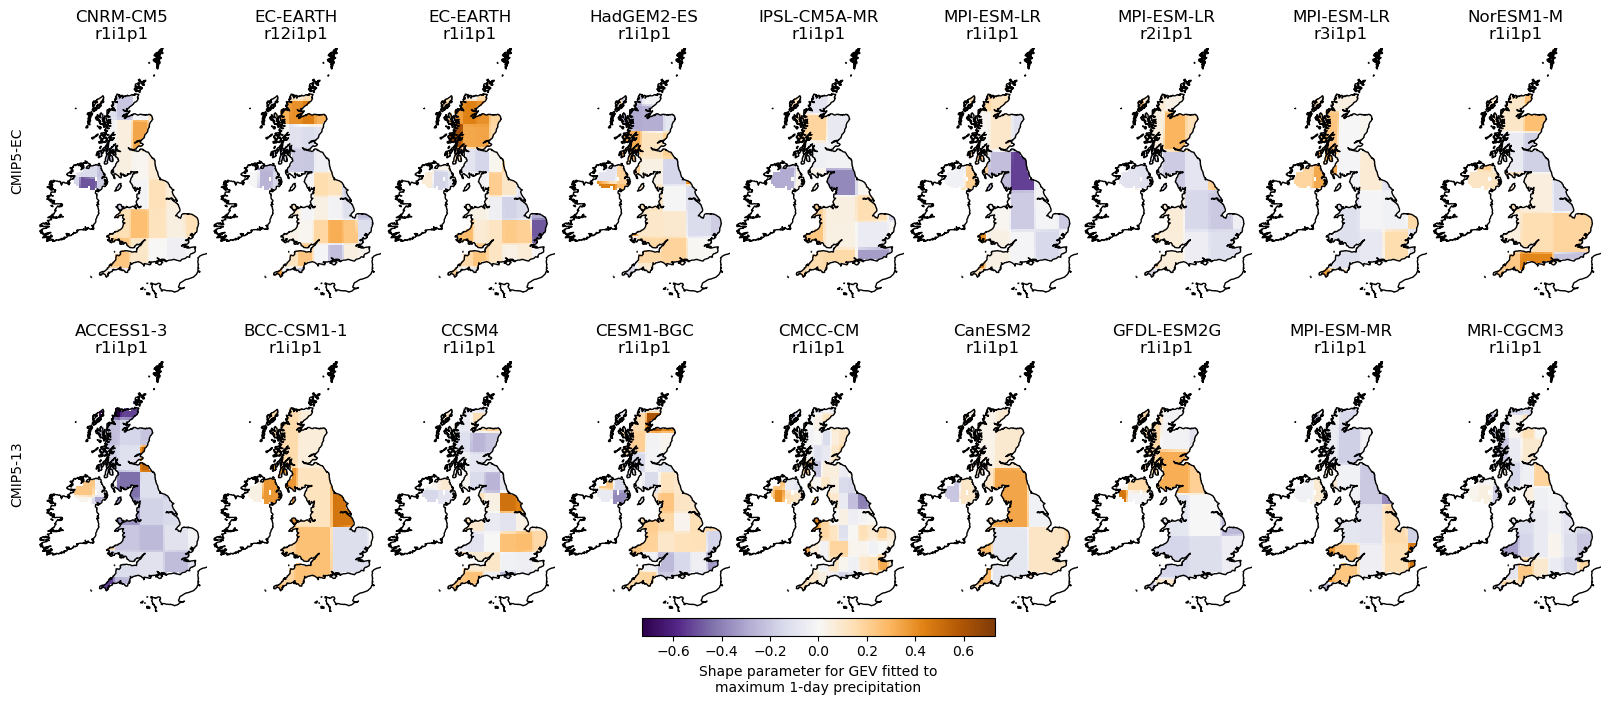 CNRM-CM5
r1i1p1
EC-EARTH
r12i1p1
EC-EARTH
r1i1p1
HadGEM2-ES
r1i1p1
IPSL-CM5A-MR
r1i1p1
MPI-ESM-LR
r1i1p1
MPI-ESM-LR
r2i1p1
MPI-ESM-LR
r3i1p1
NorESM1-M
r1i1p1
CMIP5-EC
ACCESS1-3
r1i1p1
BCC-CSM1-1
r1i1p1
CCSM4
r1i1p1
CESM1-BGC
r1i1p1
CMCC-CM
r1i1p1
CanESM2
r1i1p1
GFDL-ESM2G
r1i1p1
MPI-ESM-MR
r1i1p1
MRI-CGCM3
r1i1p1
CMIP5-13
−0.6 −0.4 −0.2 0.0 0.2 0.4 0.6
Shape parameter for GEV fitted to
maximum 1-day precipitation